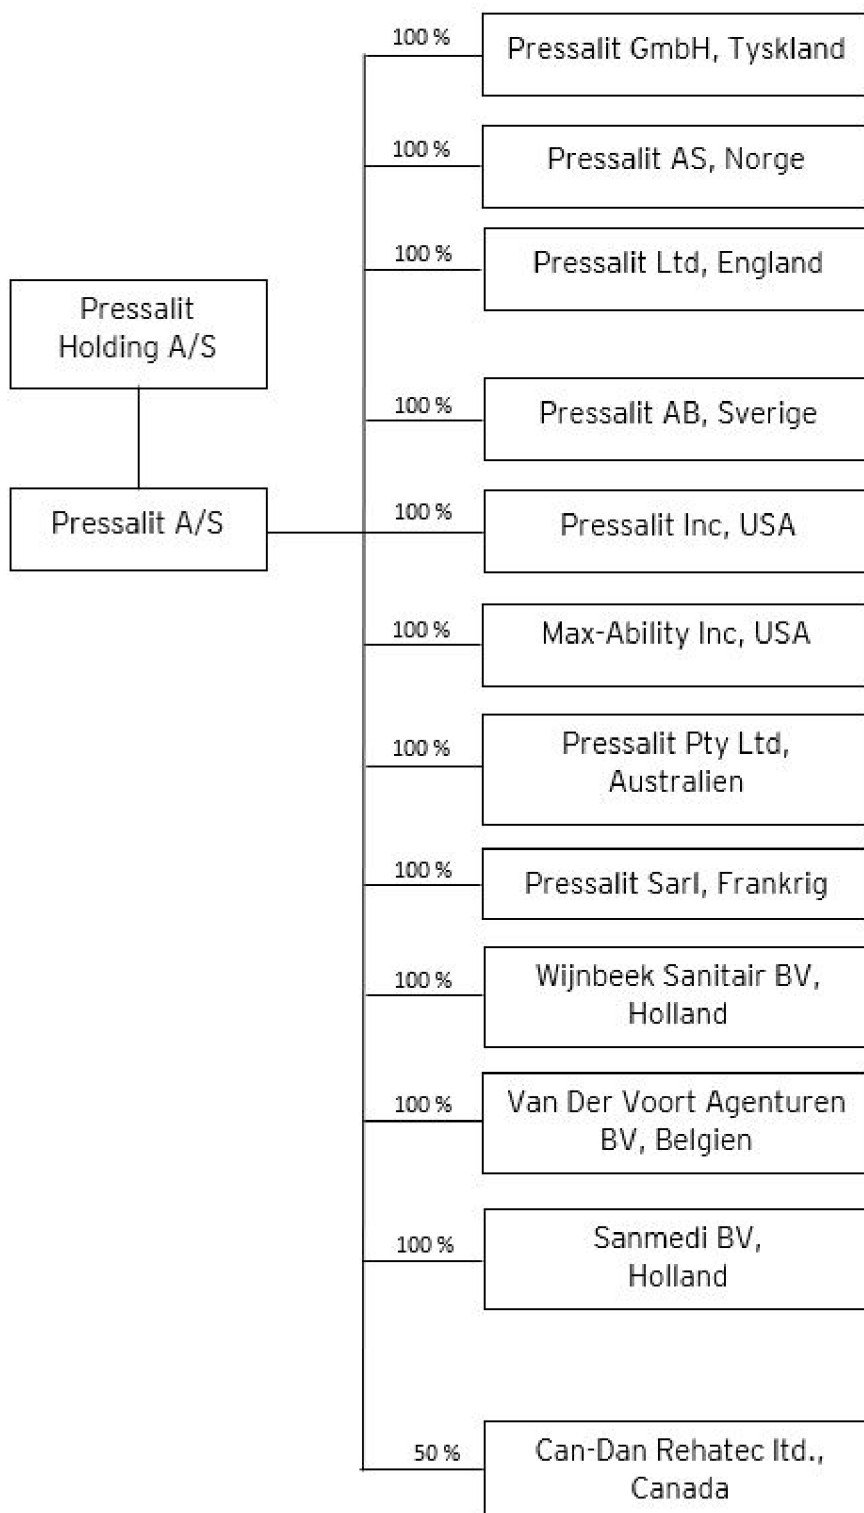 100 %
Pressalit GmbH, Tyskland
100 %
Pressalit AS, Norge
100 %
Pressalit Ltd, England
Pressalit
Holding A/S
100 %
Pressalit AB, Sverige
Pressalit A/S
100 %
Pressalit Inc, USA
100 %
Max-Ability Inc, USA
100 %
Pressalit Pty Ltd,
Australien
100 %
Pressalit Sarl, Frankrig
100 %
Wijnbeek Sanitair BV,
Holland
100 %
Van Der Voort Agenturen
BV, Belgien
100 %
Sanmedi BV,
Holland
50 %
Can-Dan Rehatec ltd.,
Canada